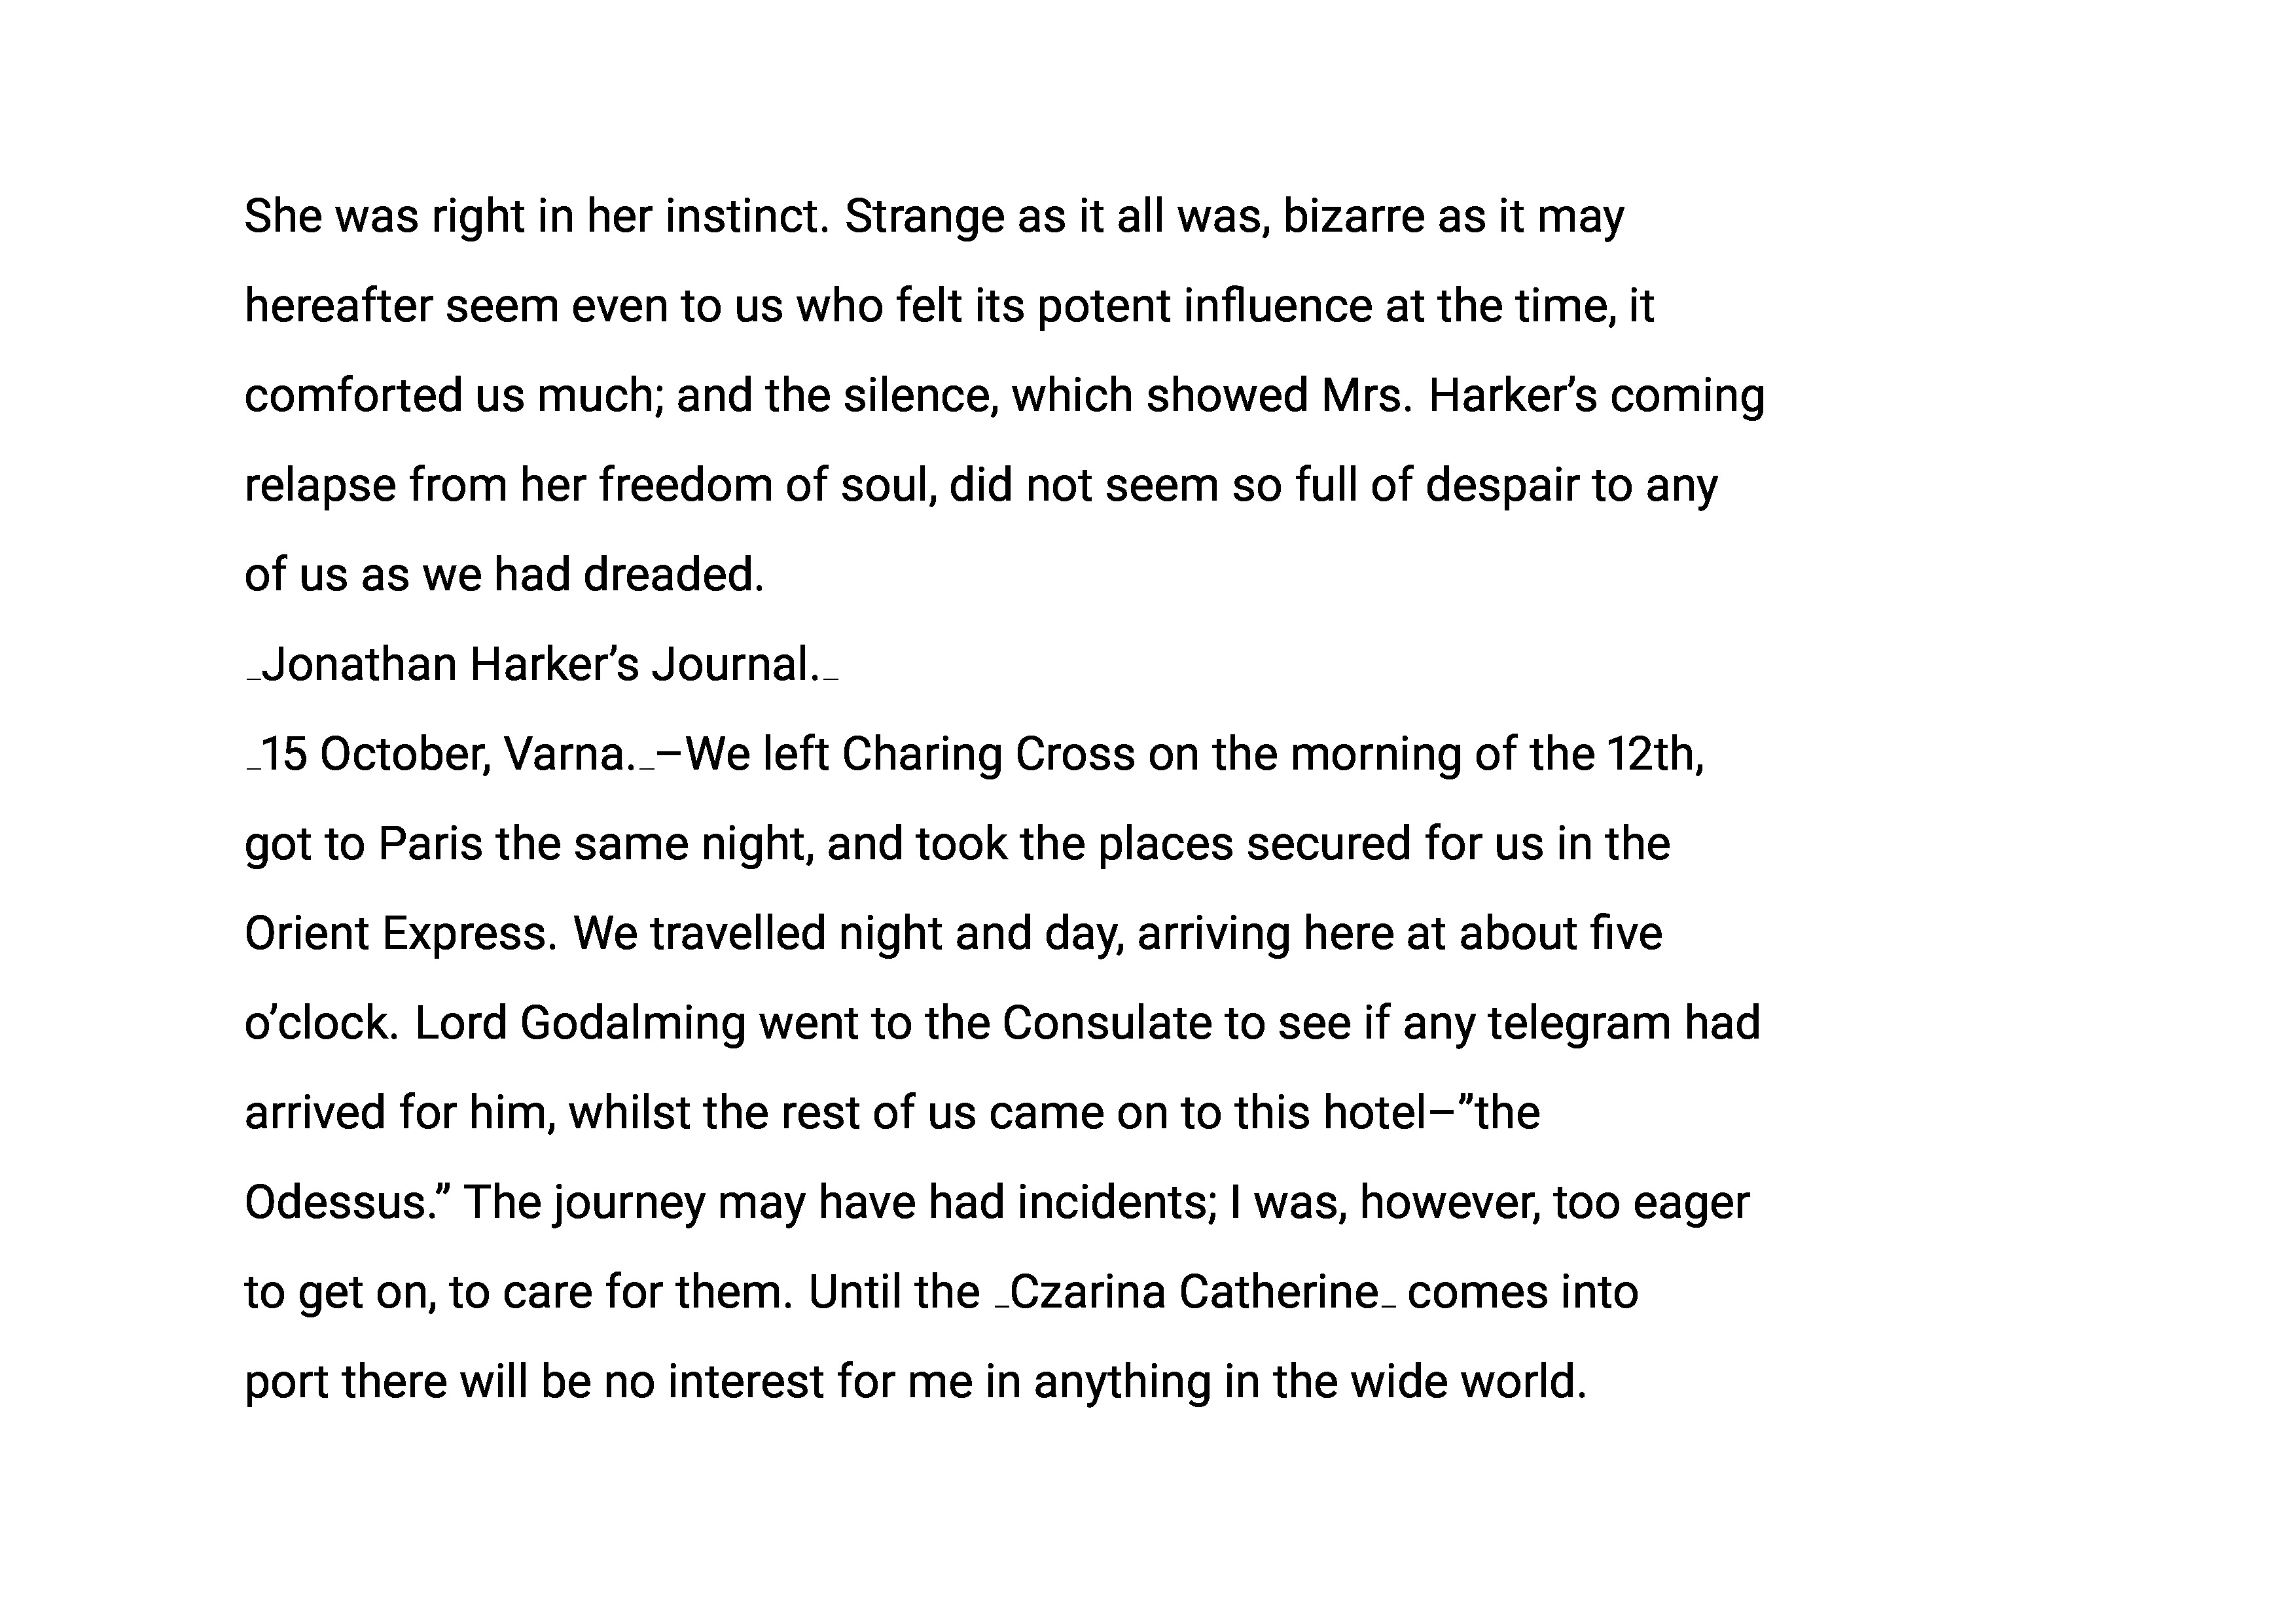 She was right in her instinct. Strange as it all was, bizarre as it may
hereafter seem even to us who felt its potent influence at the time, it
comforted us much; and the silence, which showed Mrs. Harker’s coming
relapse from her freedom of soul, did not seem so full of despair to any
of us as we had dreaded.
_Jonathan Harker’s Journal._
_15 October, Varna._–We left Charing Cross on the morning of the 12th,
got to Paris the same night, and took the places secured for us in the
Orient Express. We travelled night and day, arriving here at about five
o’clock. Lord Godalming went to the Consulate to see if any telegram had
arrived for him, whilst the rest of us came on to this hotel–”the
Odessus.” The journey may have had incidents; I was, however, too eager
to get on, to care for them. Until the _Czarina Catherine_ comes into
port there will be no interest for me in anything in the wide world.